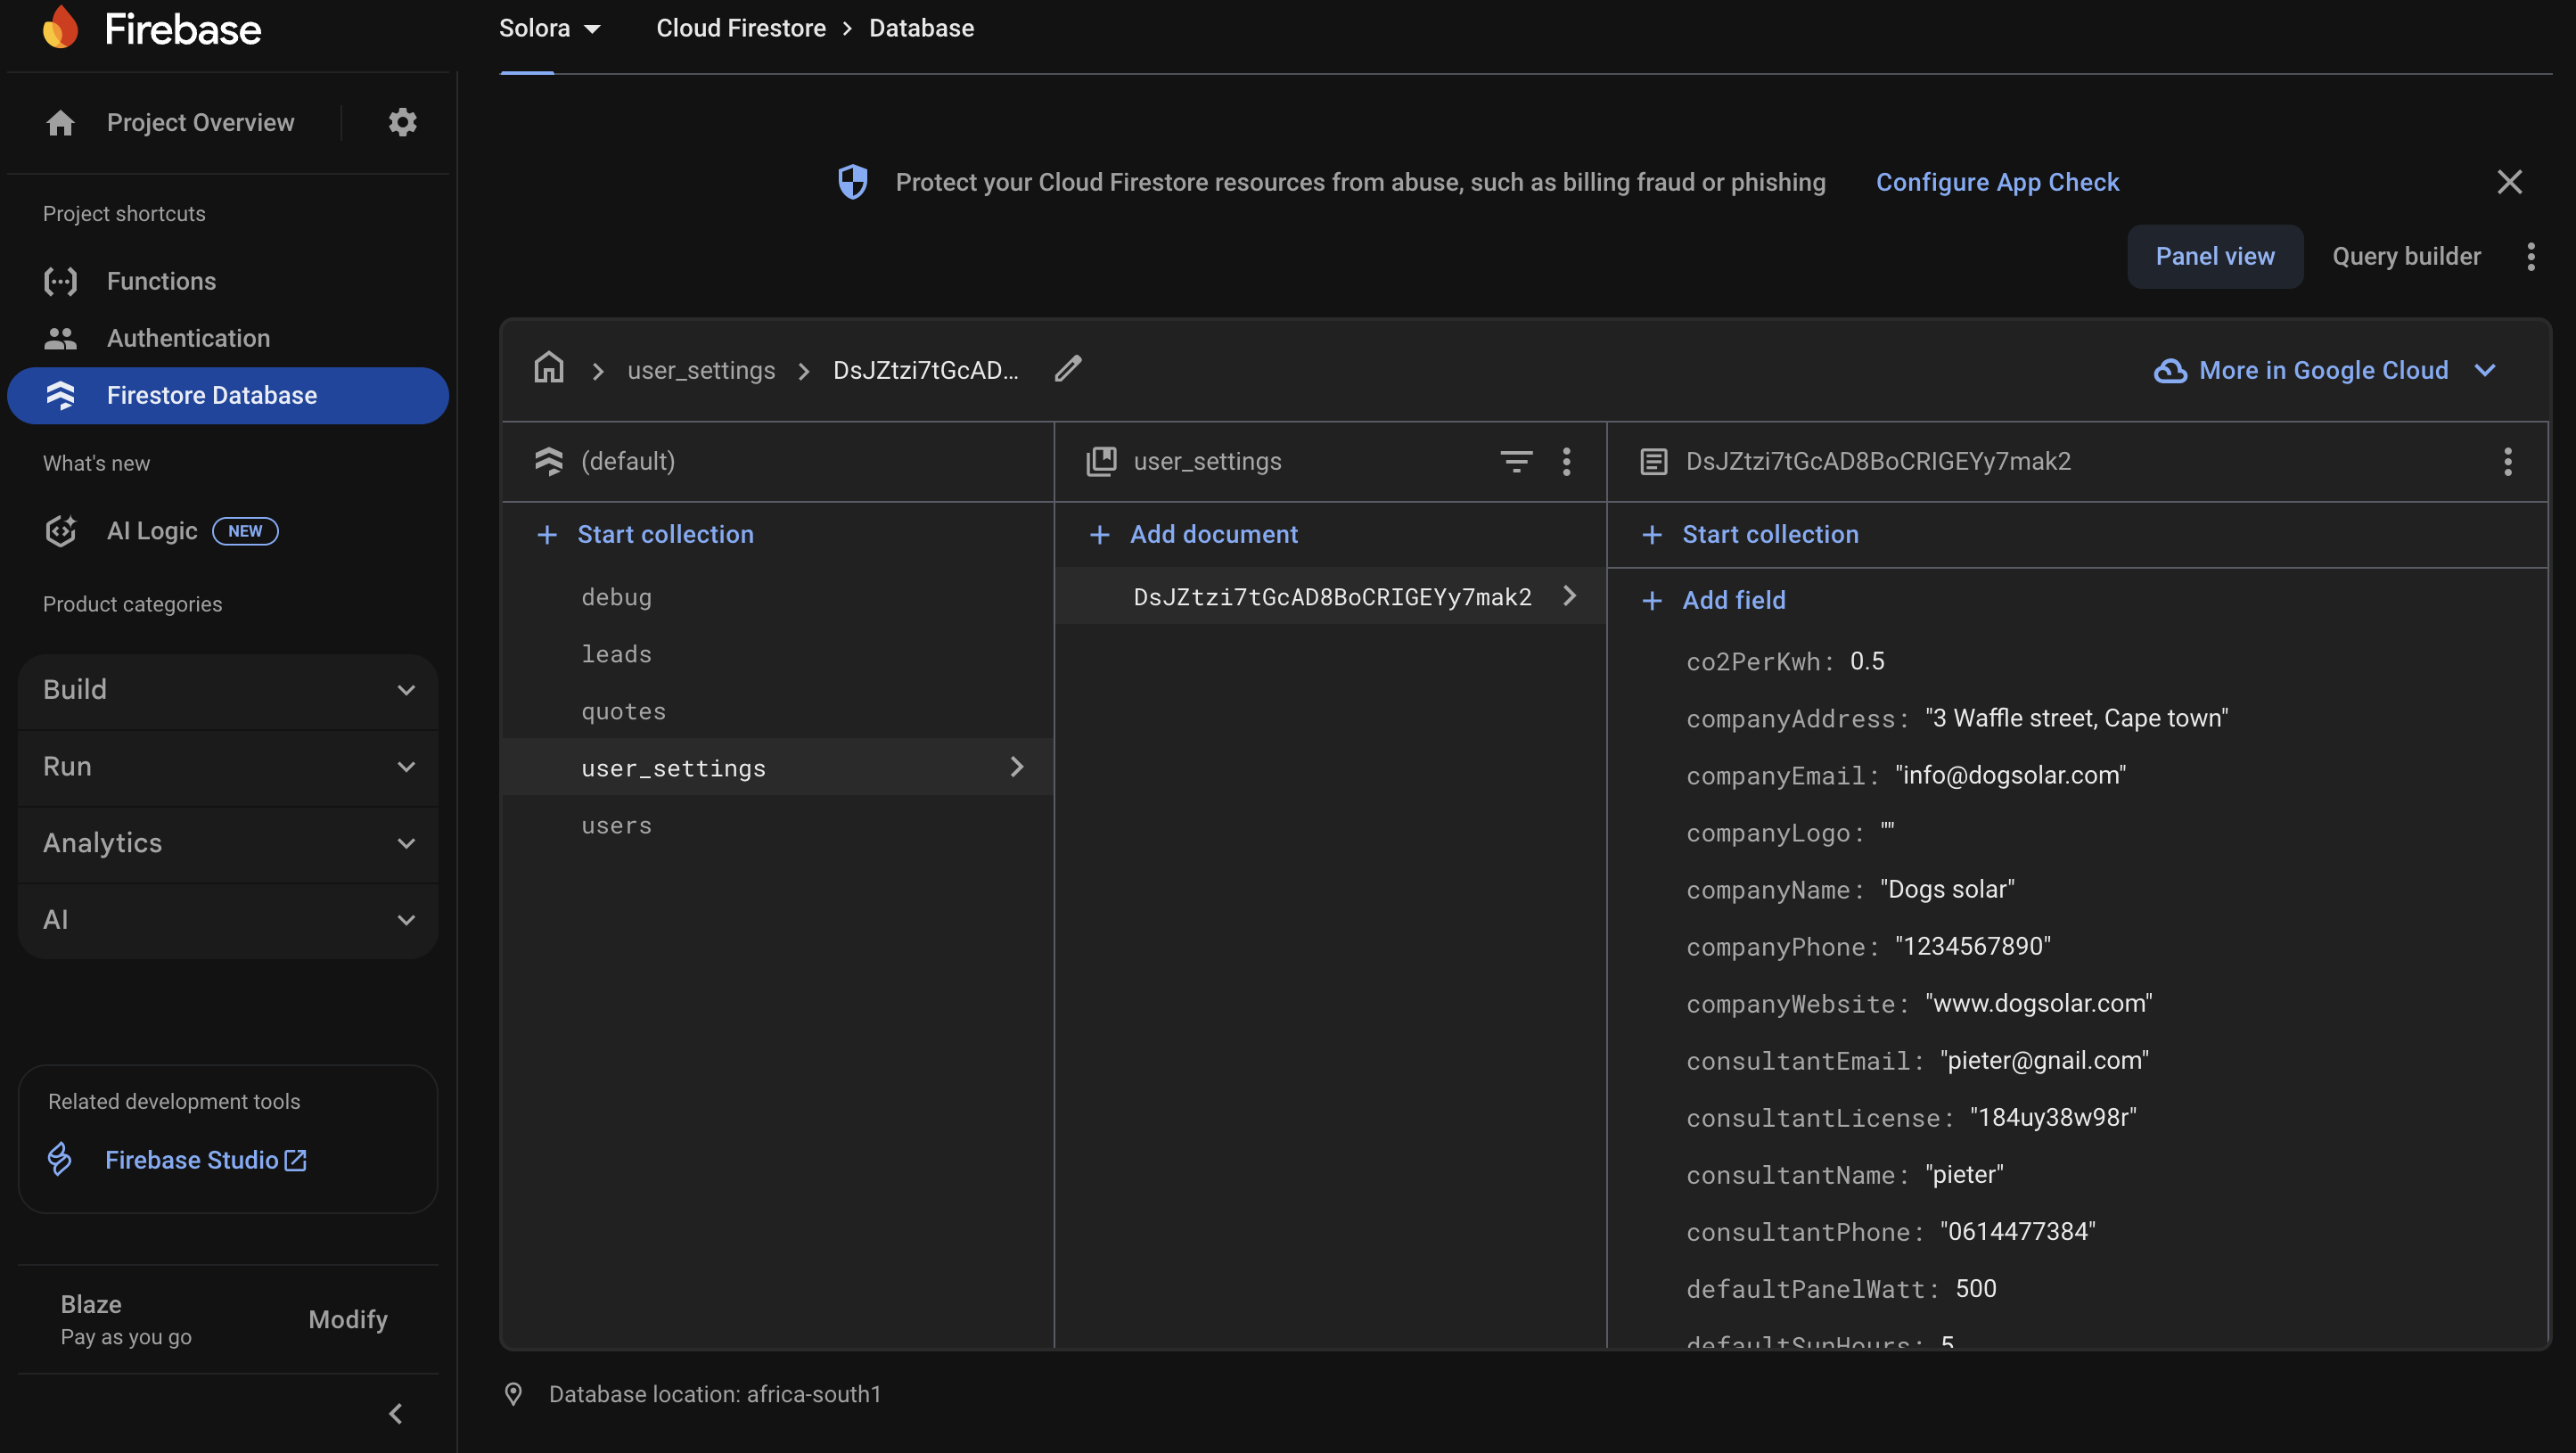 Firebase
Solora
Cloud Firestore > Database
Project Overview
Project shortcuts
Functions
Authentication
Firestore Database
What's new
AI Logic NEW
Product categories
Build
Run
Analytics
AI
Related development tools
Firebase Studio
Blaze
Pay as you go
Modify
Protect your Cloud Firestore resources from abuse, such as billing fraud or phishing
Configure App Check
Panel view
Query builder
user_settings
DsJZtzi7tGcAD...
More in Google Cloud
(default)
Start collection
debug
leads
quotes
user_settings
users
user_settings
Add document
DsJZtzi7tGcAD8BoCRIGEYy7mak2
DsJZtzi7tGcAD8BoCRIGEYy7mak2
Start collection
Add field
co2PerKwh: 0.5
companyAddress: "3 Waffle street, Cape town"
companyEmail: "info@dogsolar.com"
companyLogo: ""
companyName: "Dogs solar"
companyPhone: "1234567890"
companyWebsite: "www.dogsolar.com"
consultantEmail: "pieter@gnail.com"
consultantLicense: "184uy38w98r"
consultantName: "pieter"
consultantPhone: "0614477384"
defaultPanelWatt: 500
defaultSunHours: 5
Database location: africa-south1